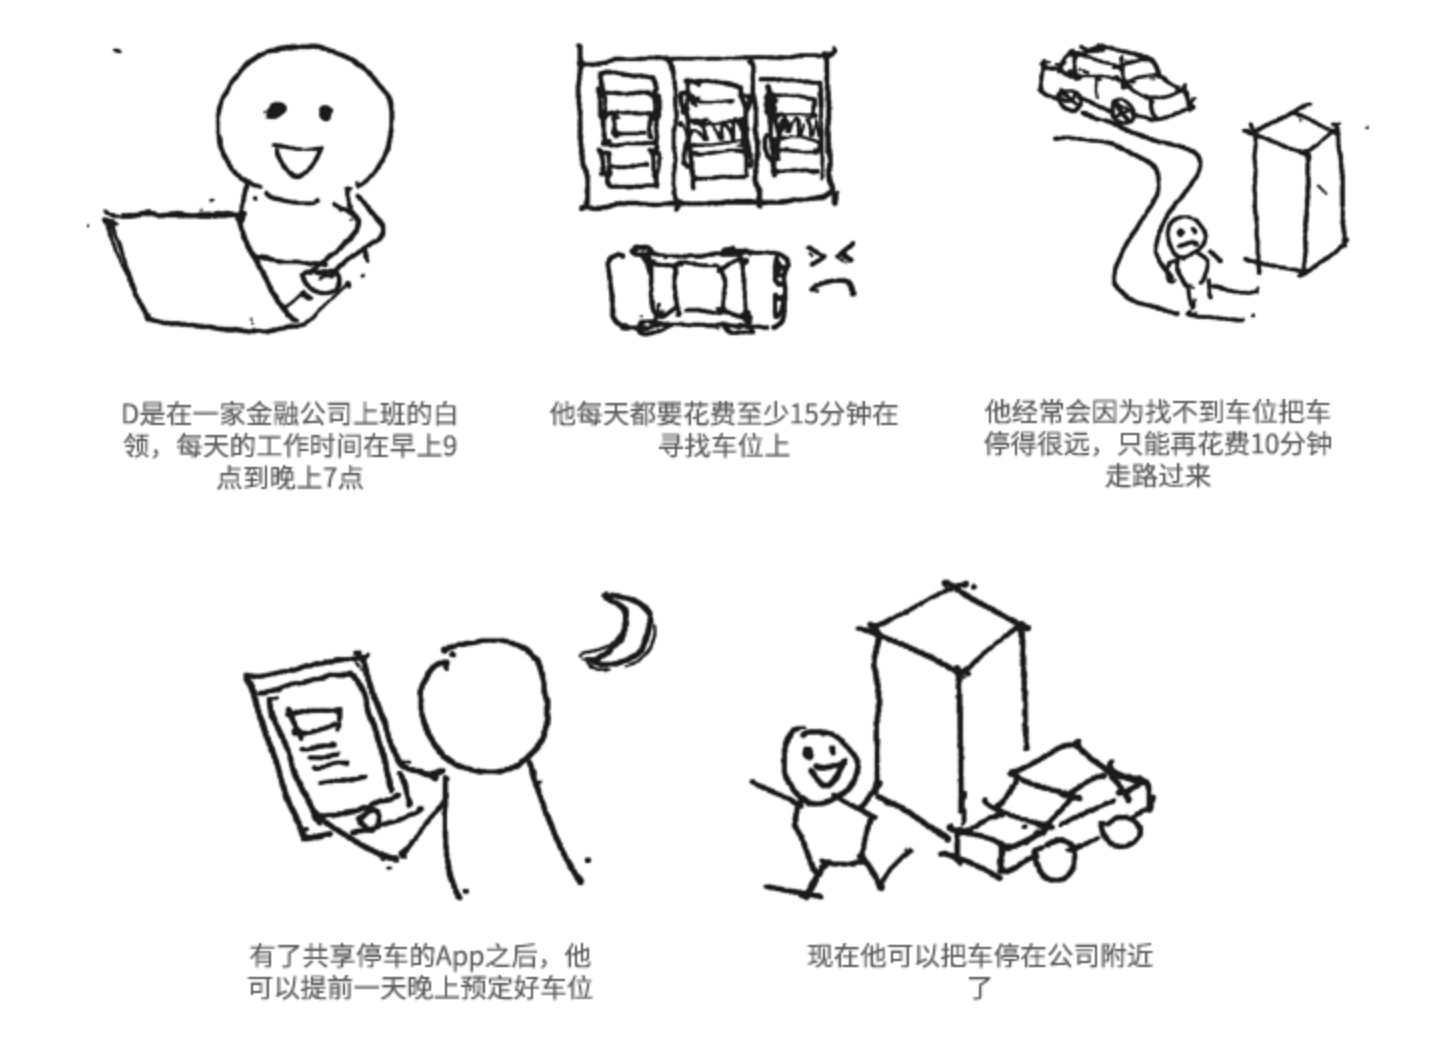 D是在一家金融公司上班的白
领，每天的工作时间在早上9
点到晚上7点
他每天都要花费至少15分钟在
寻找车位上
他经常会因为找不到车位把车
停得很远，只能再花费10分钟
走路过来
有了共享停车的App之后，他
可以提前一天晚上预定好车位
现在他可以把车停在公司附近
了